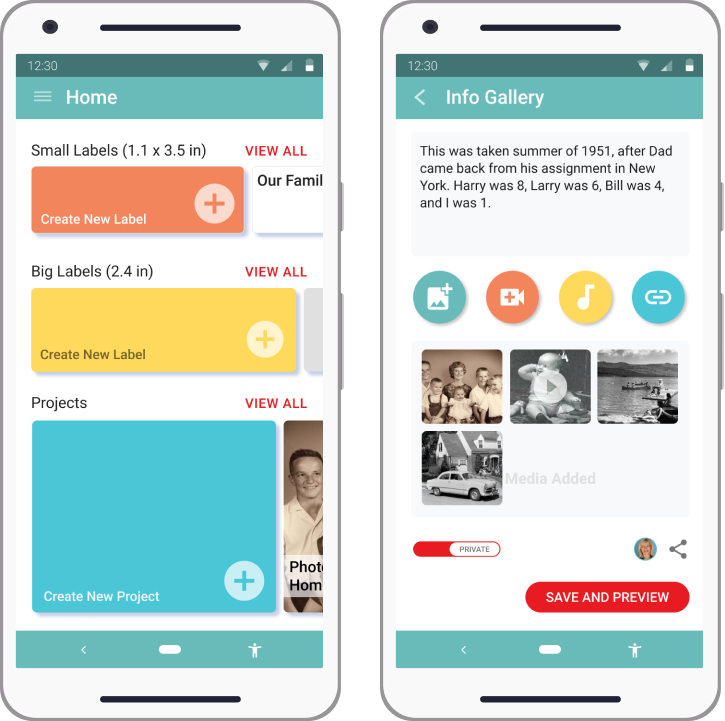 12:30
Home
Small Labels (1.1 x 3.5 in) VIEW ALL
Create New Label
Our Famil
Big Labels (2.4 in) VIEW ALL
Create New Label
Projects VIEW ALL
Create New Project
Phot
Hom
12:30
Info Gallery
This was taken summer of 1951, after Dad
came back from his assignment in New
York. Harry was 8, Larry was 6, Bill was 4,
and I was 1.
Media Added
PRIVATE
SAVE AND PREVIEW